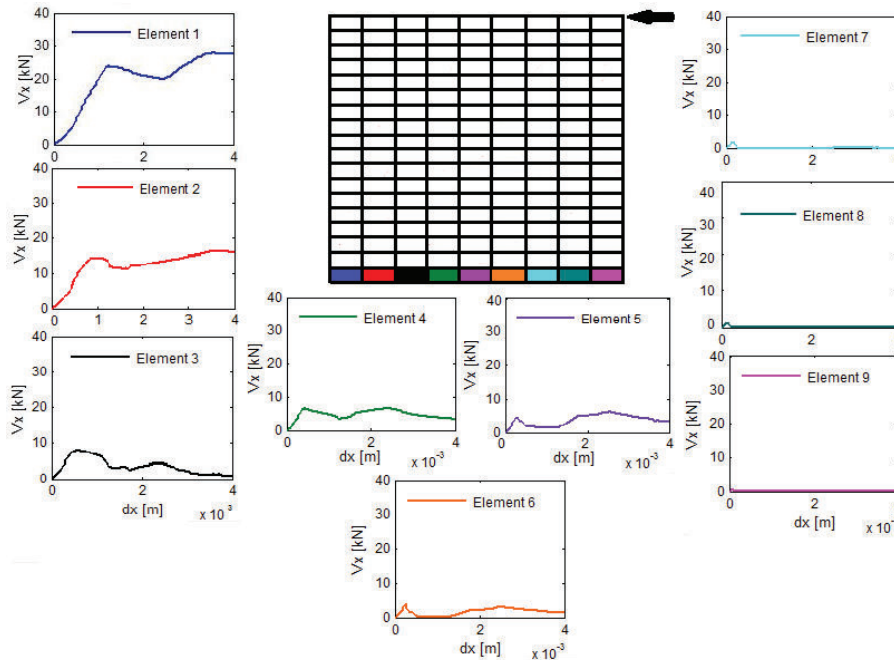 Element 1
Vx [kN]
40
30
20
10
0
0 2 4
Element 2
Vx [kN]
40
30
20
10
0
0 1 2 3 4
Element 3
Vx [kN]
40
30
20
10
0
0 2 4
dx [m]
x 10⁻³
Element 4
Vx [kN]
40
30
20
10
0
0 2 4
dx [m] x 10⁻³
Element 5
Vx [kN]
40
30
20
10
0
0 2 4
dx [m] x 10⁻³
Element 6
Vx [kN]
40
30
20
10
0
0 2 4
dx [m] x 10⁻³
Element 7
Vx [kN]
40
30
20
10
0
0 2
Element 8
Vx [kN]
40
30
20
10
0
0 2
Element 9
Vx [kN]
40
30
20
10
0
0 2 4
dx [m] x 10⁻